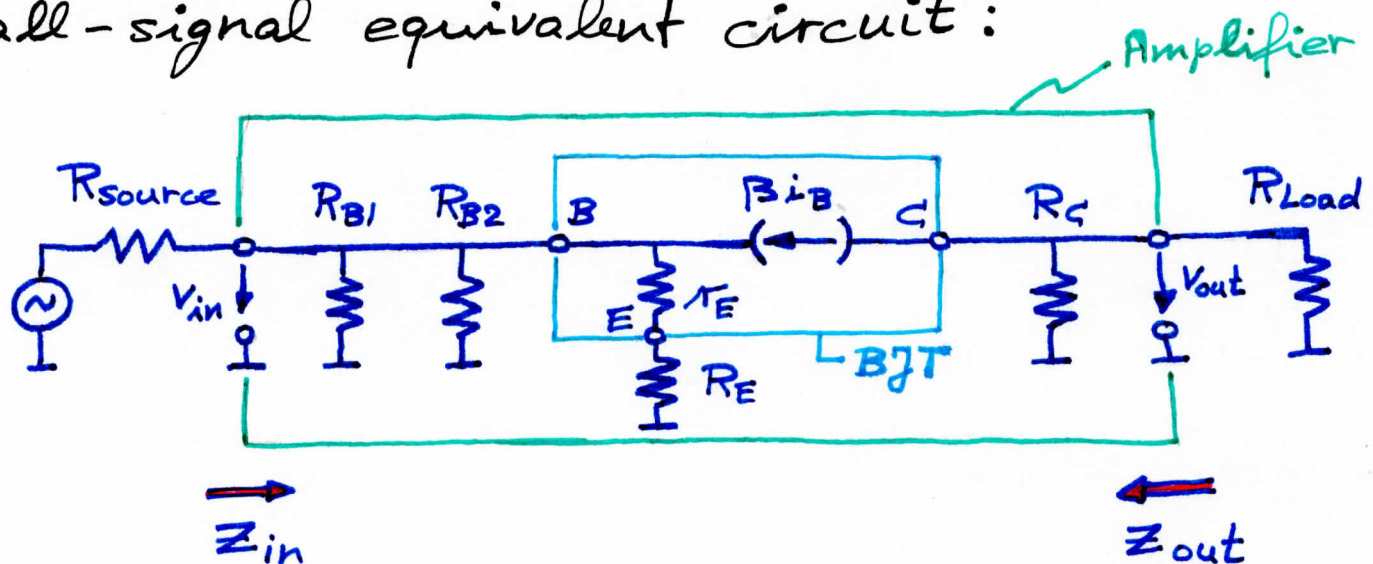 all-signal equivalent circuit:
Amplifier
Rsource
RB1
RB2
B
βiB
C
RC
RLoad
vin
rE
vout
E
BJT
RE
Zin
Zout